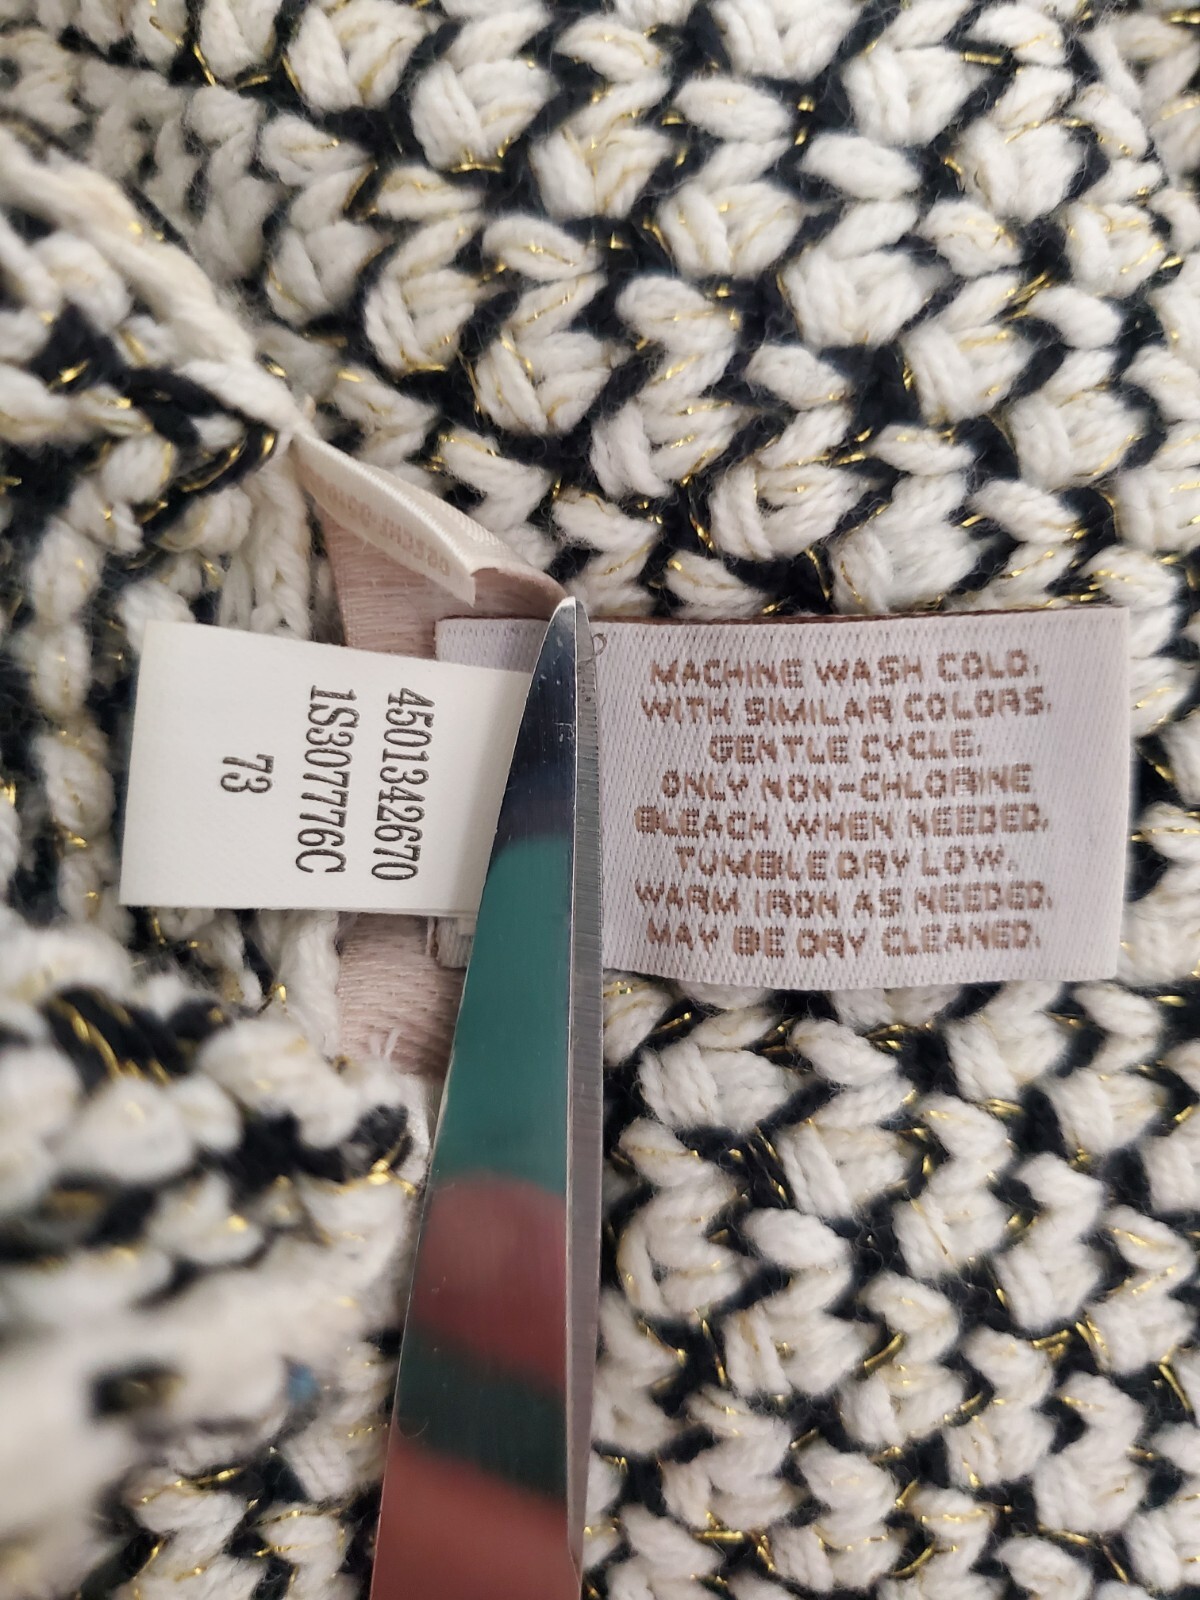 4501342670
1S307776C
73
MACHINE WASH COLD,
WITH SIMILAR COLORS.
GENTLE CYCLE.
ONLY NON-CHLORINE
BLEACH WHEN NEEDED.
TUMBLE DRY LOW.
WARM IRON AS NEEDED.
MAY BE DRY CLEANED.